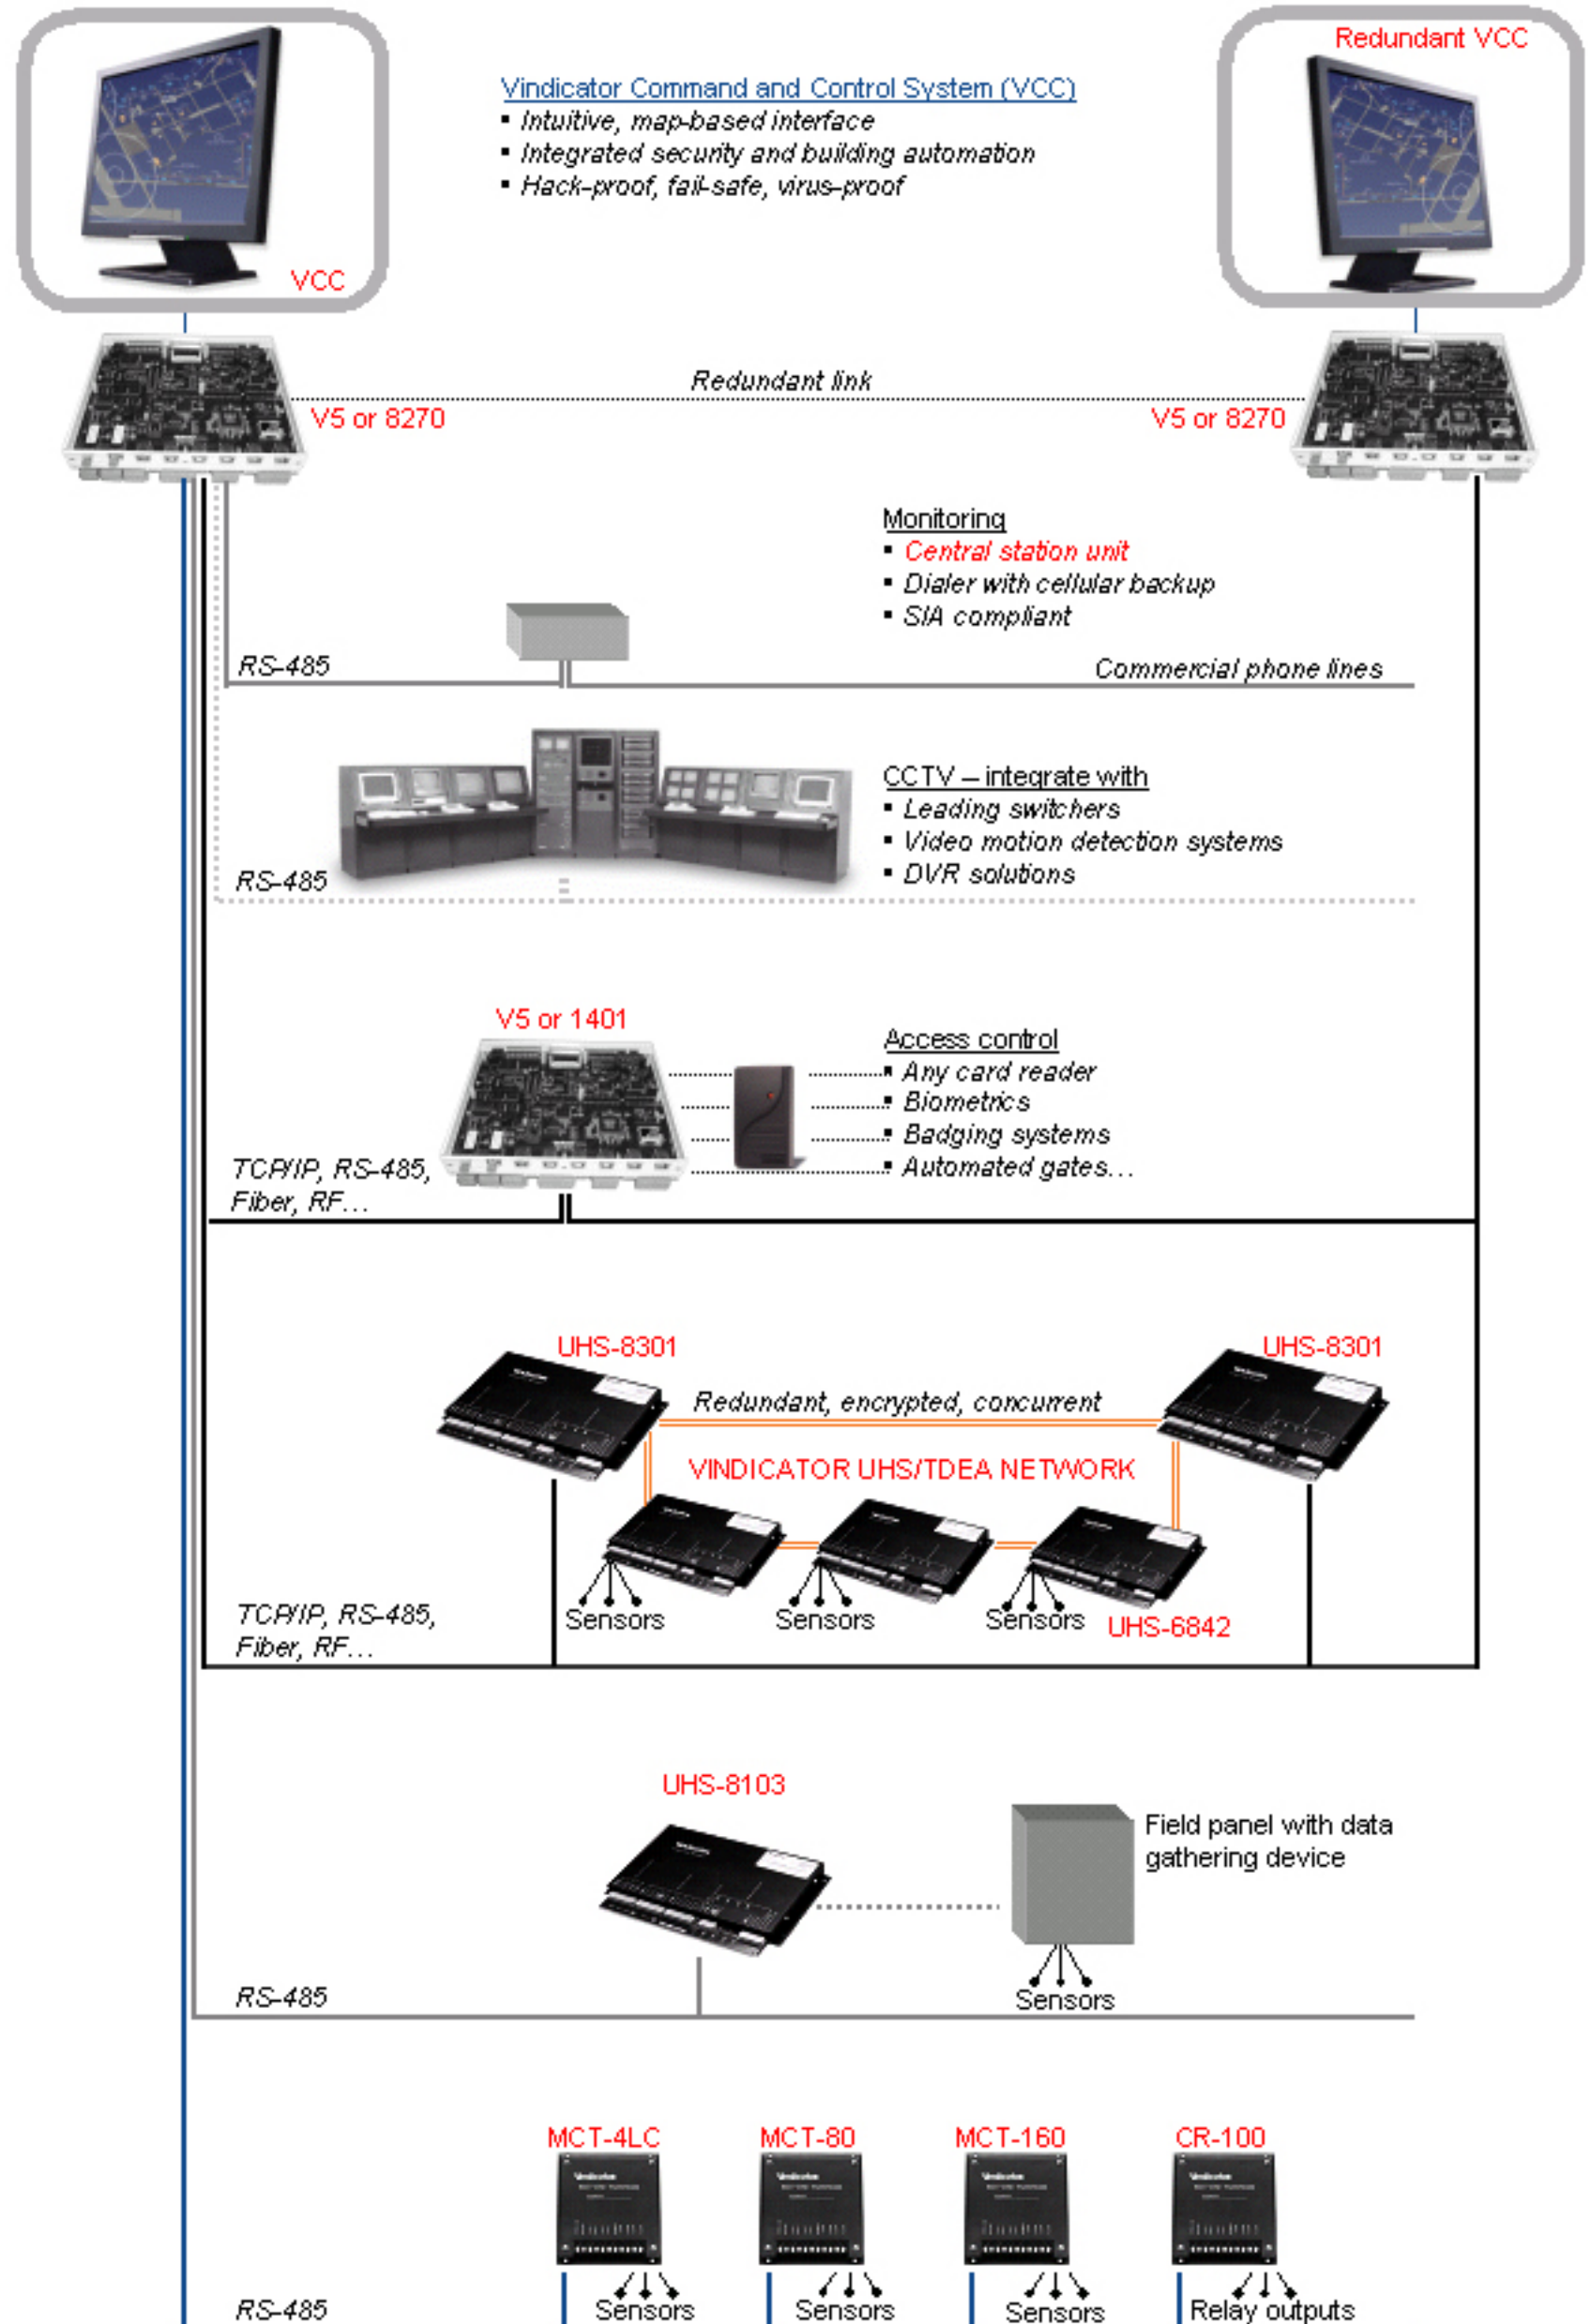 Redundant VCC
Vindicator Command and Control System (VCC)
▪ Intuitive, map-based interface
▪ Integrated security and building automation
▪ Hack-proof, fail-safe, virus-proof
VCC
Redundant link
V5 or 8270
V5 or 8270
Monitoring
▪ Central station unit
▪ Dialer with cellular backup
▪ SIA compliant
RS-485
Commercial phone lines
CCTV – integrate with
▪ Leading switchers
▪ Video motion detection systems
▪ DVR solutions
RS-485
V5 or 1401
Access control
▪ Any card reader
▪ Biometrics
▪ Badging systems
▪ Automated gates...
TCP/IP, RS-485,
Fiber, RF...
UHS-8301
UHS-8301
Redundant, encrypted, concurrent
VINDICATOR UHS/TDEA NETWORK
Sensors
Sensors
Sensors
UHS-6842
TCP/IP, RS-485,
Fiber, RF...
UHS-8103
Field panel with data
gathering device
Sensors
RS-485
MCT-4LC
MCT-80
MCT-160
CR-100
Vindicator
Vindicator
Vindicator
Vindicator
RS-485
Sensors
Sensors
Sensors
Relay outputs